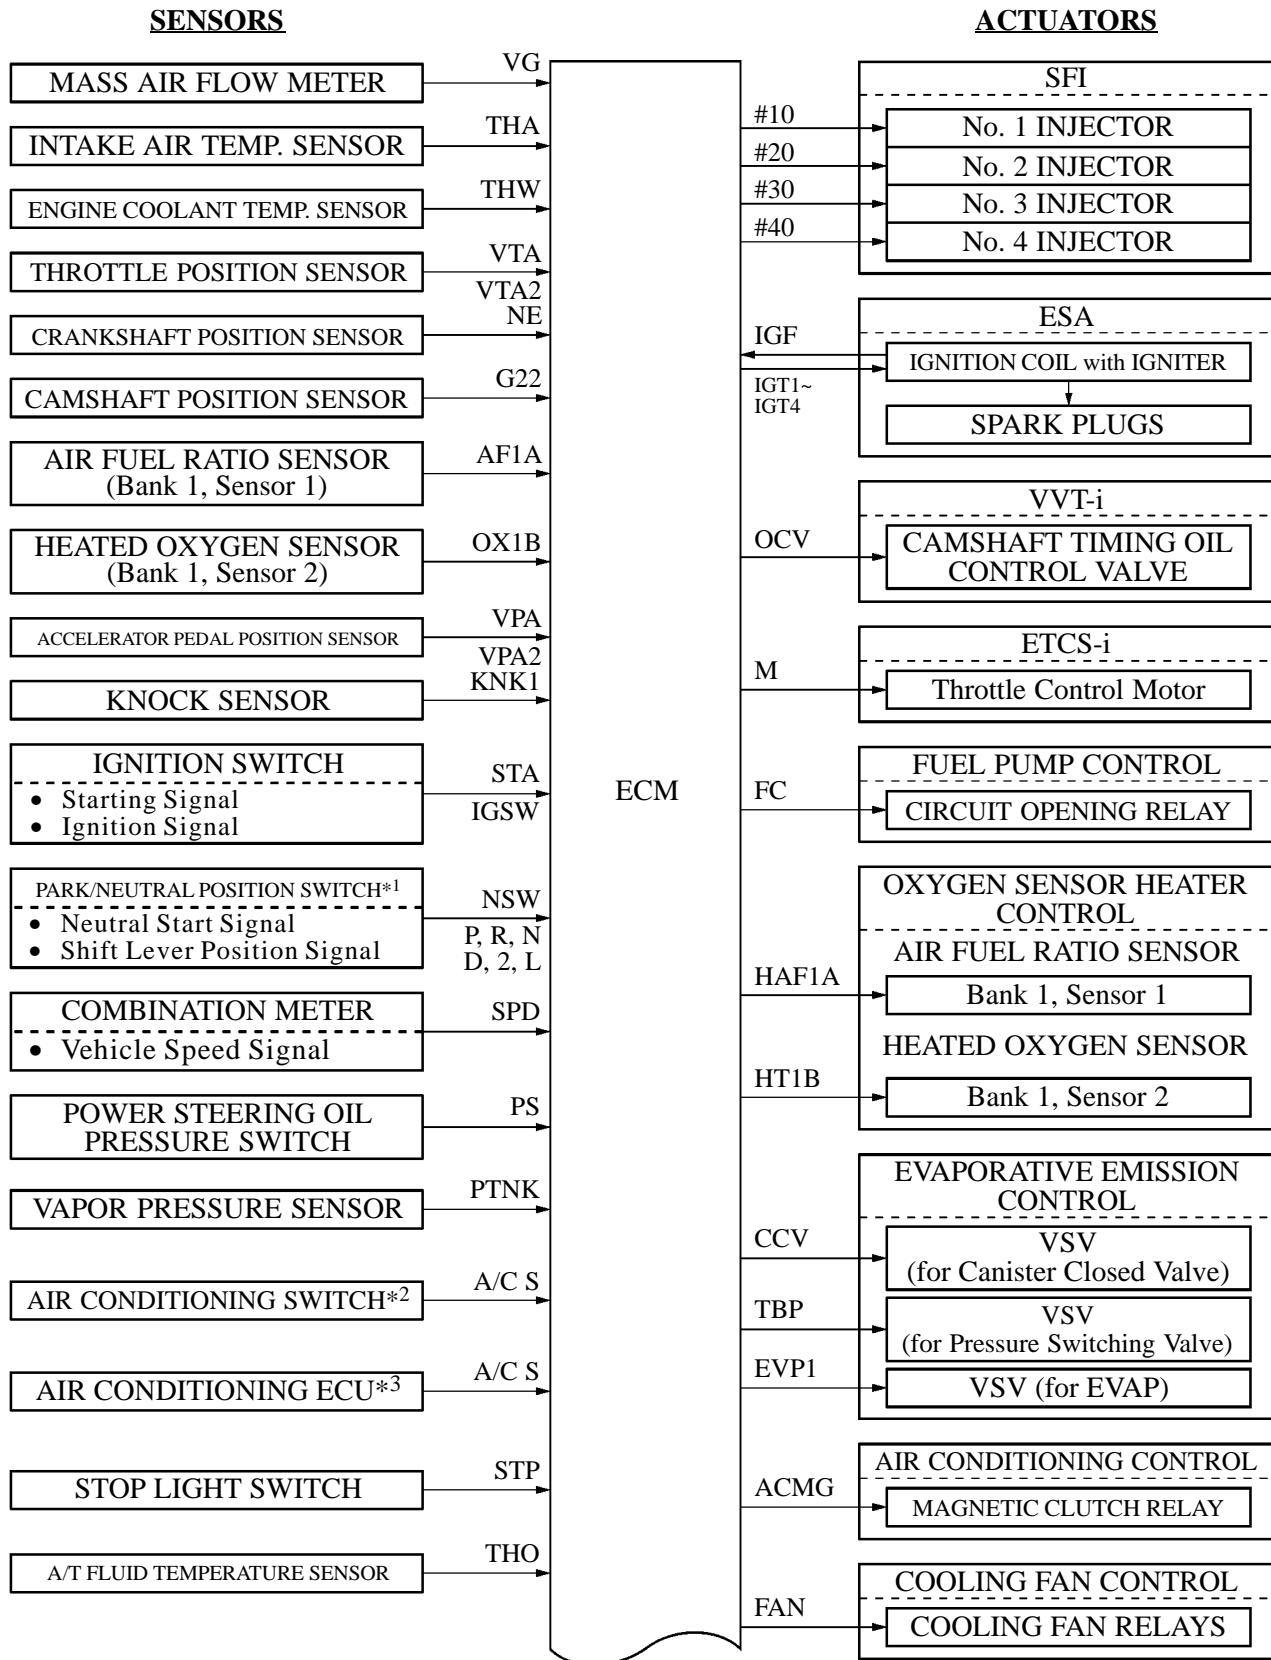 SENSORS
MASS AIR FLOW METER
VG
INTAKE AIR TEMP. SENSOR
THA
ENGINE COOLANT TEMP. SENSOR
THW
THROTTLE POSITION SENSOR
VTA
VTA2
CRANKSHAFT POSITION SENSOR
NE
CAMSHAFT POSITION SENSOR
G22
AIR FUEL RATIO SENSOR
(Bank 1, Sensor 1)
AF1A
HEATED OXYGEN SENSOR
(Bank 1, Sensor 2)
OX1B
ACCELERATOR PEDAL POSITION SENSOR
VPA
VPA2
KNOCK SENSOR
KNK1
IGNITION SWITCH
• Starting Signal
• Ignition Signal
STA
IGSW
PARK/NEUTRAL POSITION SWITCH*1
• Neutral Start Signal
• Shift Lever Position Signal
NSW
P, R, N
D, 2, L
COMBINATION METER
• Vehicle Speed Signal
SPD
POWER STEERING OIL
PRESSURE SWITCH
PS
VAPOR PRESSURE SENSOR
PTNK
AIR CONDITIONING SWITCH*2
A/C S
AIR CONDITIONING ECU*3
A/C S
STOP LIGHT SWITCH
STP
A/T FLUID TEMPERATURE SENSOR
THO
ECM
ACTUATORS
SFI
#10
No. 1 INJECTOR
#20
No. 2 INJECTOR
#30
No. 3 INJECTOR
#40
No. 4 INJECTOR
ESA
IGF
IGNITION COIL with IGNITER
IGT1~
IGT4
SPARK PLUGS
VVT-i
OCV
CAMSHAFT TIMING OIL
CONTROL VALVE
ETCS-i
M
Throttle Control Motor
FUEL PUMP CONTROL
FC
CIRCUIT OPENING RELAY
OXYGEN SENSOR HEATER
CONTROL
AIR FUEL RATIO SENSOR
HAF1A
Bank 1, Sensor 1
HEATED OXYGEN SENSOR
HT1B
Bank 1, Sensor 2
EVAPORATIVE EMISSION
CONTROL
CCV
VSV
(for Canister Closed Valve)
TBP
VSV
(for Pressure Switching Valve)
EVP1
VSV (for EVAP)
AIR CONDITIONING CONTROL
ACMG
MAGNETIC CLUTCH RELAY
COOLING FAN CONTROL
FAN
COOLING FAN RELAYS